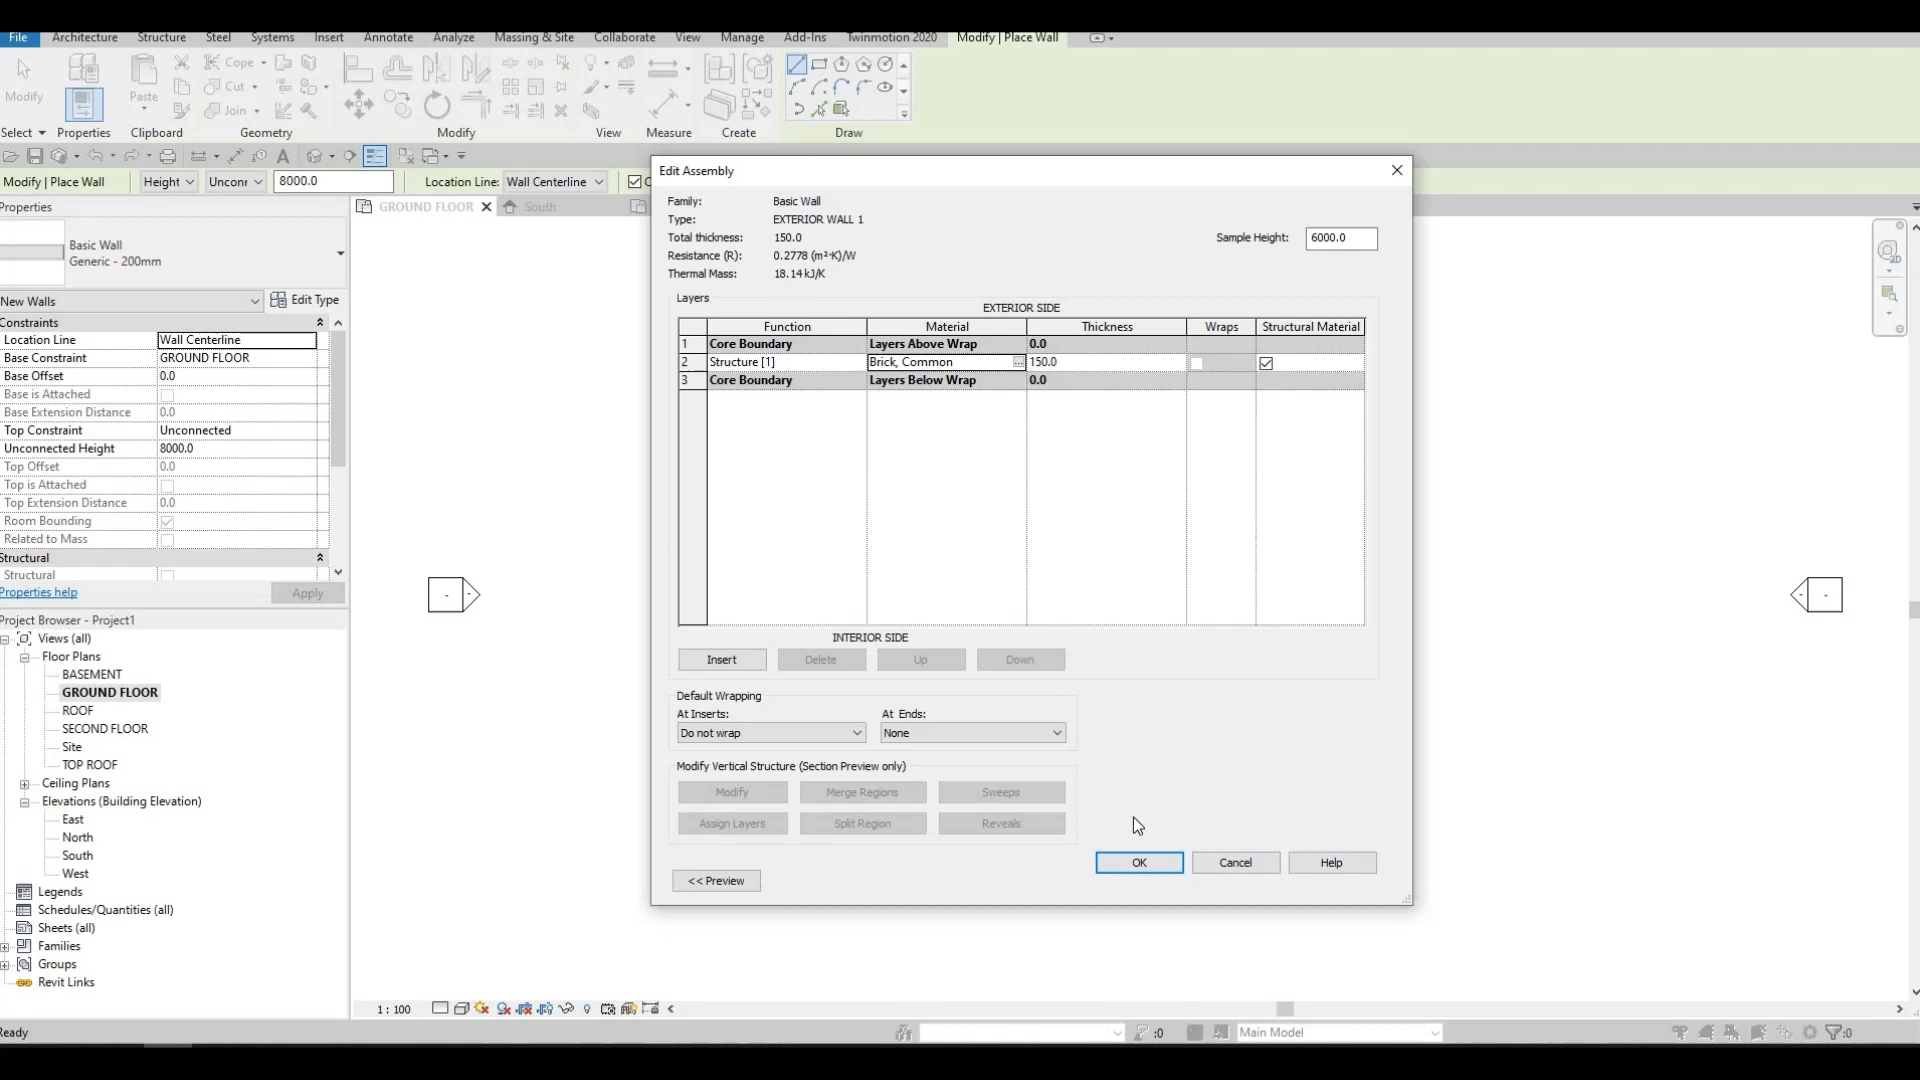 File Architecture Structure Steel Systems Insert Annotate Analyze Massing & Site Collaborate View Manage Add-Ins Twinmotion 2020 Modify | Place Wall
Modify Paste Cope Cut Join
Select Properties Clipboard Geometry Modify View Measure Create Draw
Modify | Place Wall Height Unconr 8000.0 Location Line: Wall Centerline
Properties
GROUND FLOOR South
Basic Wall
Generic - 200mm
New Walls Edit Type
Constraints
Location Line Wall Centerline
Base Constraint GROUND FLOOR
Base Offset 0.0
Base is Attached
Base Extension Distance 0.0
Top Constraint Unconnected
Unconnected Height 8000.0
Top Offset 0.0
Top is Attached
Top Extension Distance 0.0
Room Bounding
Related to Mass
Structural
Structural
Properties help Apply
Project Browser - Project1
Views (all)
Floor Plans
BASEMENT
GROUND FLOOR
ROOF
SECOND FLOOR
Site
TOP ROOF
Ceiling Plans
Elevations (Building Elevation)
East
North
South
West
Legends
Schedules/Quantities (all)
Sheets (all)
Families
Groups
Revit Links
Edit Assembly
Family: Basic Wall
Type: EXTERIOR WALL 1
Total thickness: 150.0 Sample Height: 6000.0
Resistance (R): 0.2778 (m²·K)/W
Thermal Mass: 18.14 kJ/K
Layers
EXTERIOR SIDE
Function Material Thickness Wraps Structural Material
1 Core Boundary Layers Above Wrap 0.0
2 Structure [1] Brick, Common 150.0
3 Core Boundary Layers Below Wrap 0.0
INTERIOR SIDE
Insert Delete Up Down
Default Wrapping
At Inserts: At Ends:
Do not wrap None
Modify Vertical Structure (Section Preview only)
Modify Merge Regions Sweeps
Assign Layers Split Region Reveals
OK Cancel Help
<< Preview
1 : 100
Ready :0 Main Model :0